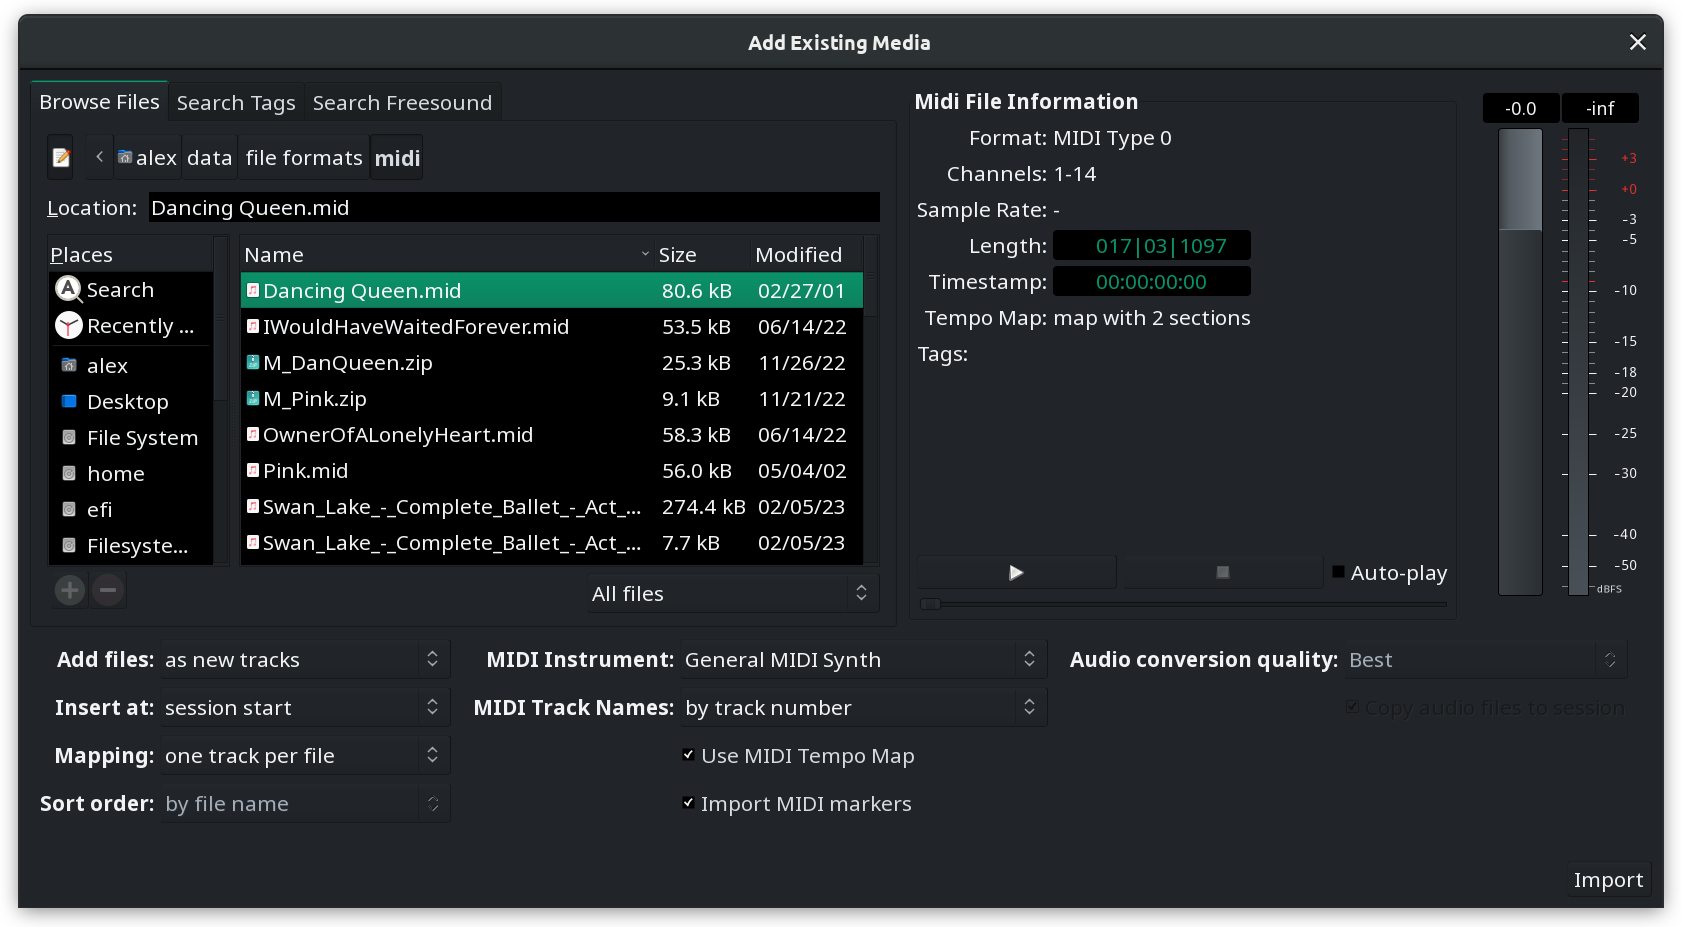 Add Existing Media
Browse Files Search Tags Search Freesound
alex data file formats midi
Location: Dancing Queen.mid
Places
Search
Recently ...
alex
Desktop
File System
home
efi
Filesyste...
Name Size Modified
Dancing Queen.mid 80.6 kB 02/27/01
IWouldHaveWaitedForever.mid 53.5 kB 06/14/22
M_DanQueen.zip 25.3 kB 11/26/22
M_Pink.zip 9.1 kB 11/21/22
OwnerOfALonelyHeart.mid 58.3 kB 06/14/22
Pink.mid 56.0 kB 05/04/02
Swan_Lake_-_Complete_Ballet_-_Act_... 274.4 kB 02/05/23
Swan_Lake_-_Complete_Ballet_-_Act_... 7.7 kB 02/05/23
All files
Midi File Information
Format: MIDI Type 0
Channels: 1-14
Sample Rate: -
Length: 017|03|1097
Timestamp: 00:00:00:00
Tempo Map: map with 2 sections
Tags:
Auto-play
-0.0 -inf
+3
+0
-3
-5
-10
-15
-18
-20
-25
-30
-40
-50
dBFS
Add files: as new tracks
Insert at: session start
Mapping: one track per file
Sort order: by file name
MIDI Instrument: General MIDI Synth
MIDI Track Names: by track number
Use MIDI Tempo Map
Import MIDI markers
Audio conversion quality: Best
Copy audio files to session
Import